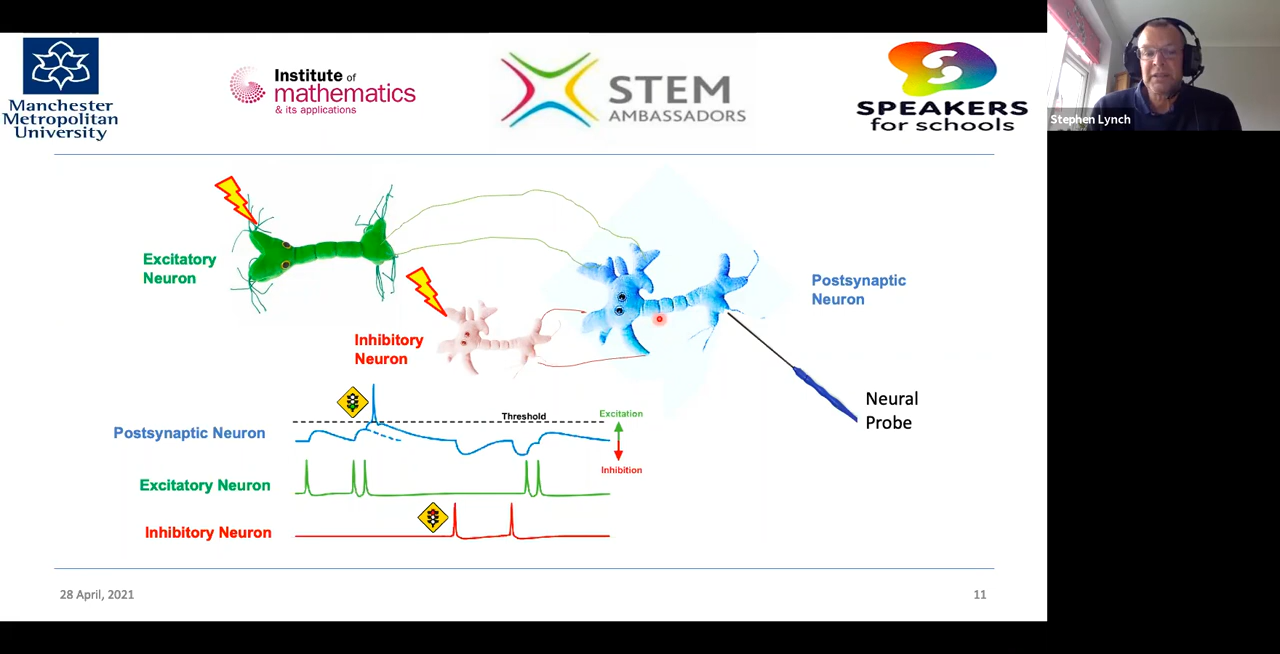 Manchester
Metropolitan
University
Institute of
mathematics
& its applications
STEM
AMBASSADORS
SPEAKERS
for schools
Stephen Lynch
Excitatory
Neuron
Inhibitory
Neuron
Postsynaptic
Neuron
Neural
Probe
Threshold
Excitation
Inhibition
Postsynaptic Neuron
Excitatory Neuron
Inhibitory Neuron
28 April, 2021
11